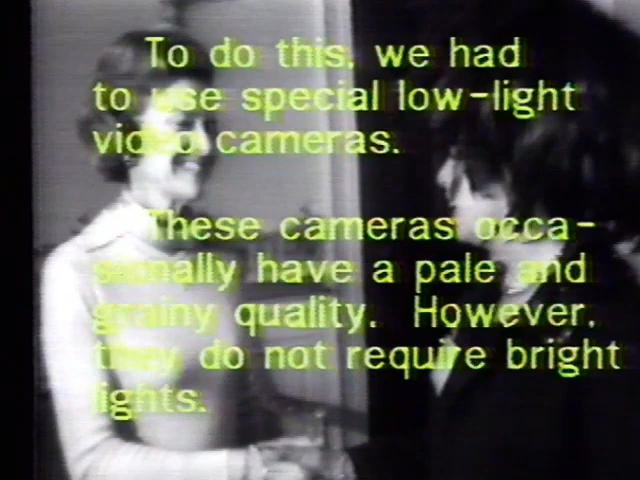 To do this, we had
to use special low-light
video cameras.
These cameras occa-
sionally have a pale and
grainy quality. However,
they do not require bright
lights.